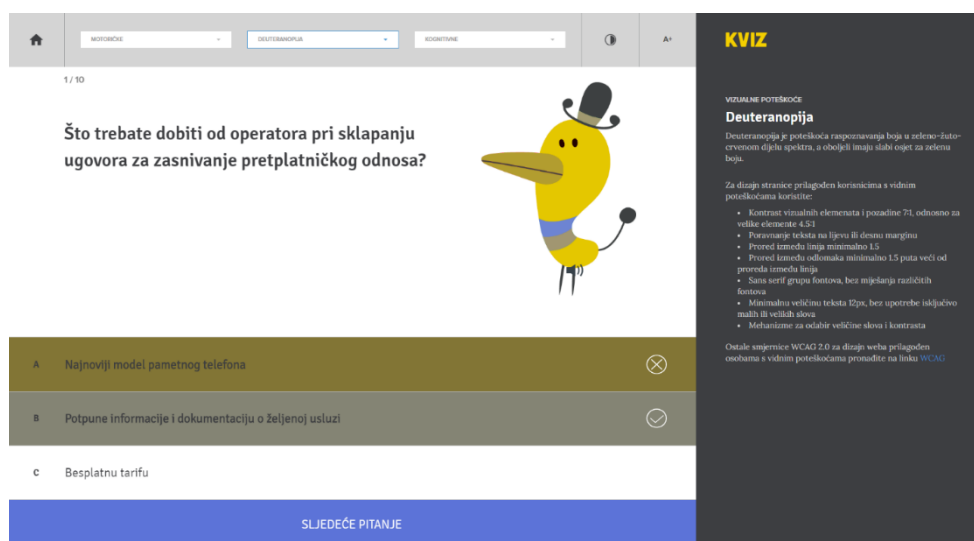 MOTORIČKE
DEUTERANOPIJA
KOGNITIVNE
A+
1 / 10
Što trebate dobiti od operatora pri sklapanju
ugovora za zasnivanje pretplatničkog odnosa?
A Najnoviji model pametnog telefona
B Potpune informacije i dokumentaciju o željenoj usluzi
C Besplatnu tarifu
SLJEDEĆE PITANJE
KVIZ
VIZUALNE POTEŠKOĆE
Deuteranopija
Deuteranopija je poteškoća raspoznavanja boja u zeleno-žuto-
crvenom dijelu spektra, a oboljeli imaju slabi osjet za zelenu
boju.
Za dizajn stranice prilagođen korisnicima s vidnim
poteškoćama koristite:
• Kontrast vizualnih elemenata i pozadine 7:1, odnosno za
velike elemente 4.5:1
• Poravnanje teksta na lijevu ili desnu marginu
• Prored između linija minimalno 1.5
• Prored između odlomaka minimalno 1.5 puta veći od
proreda između linija
• Sans serif grupu fontova, bez miješanja različitih
fontova
• Minimalnu veličinu teksta 12px, bez upotrebe isključivo
malih ili velikih slova
• Mehanizme za odabir veličine slova i kontrasta
Ostale smjernice WCAG 2.0 za dizajn weba prilagođen
osobama s vidnim poteškoćama pronađite na linku WCAG